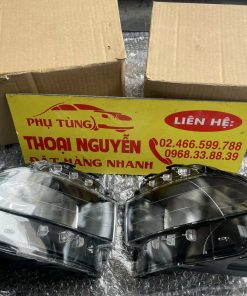 PHỤ TÙNG
THOẠI NGUYỄN
ĐẶT HÀNG NHANH
LIÊN HỆ:
02.466.599.788
0968.33.88.39